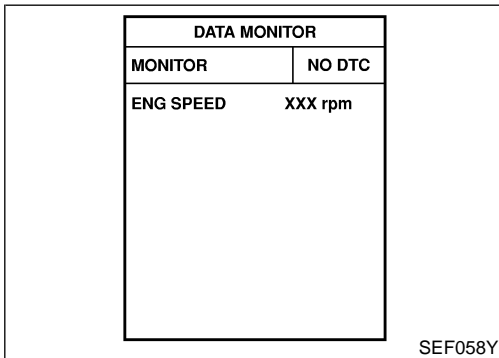 DATA MONITOR
MONITOR NO DTC
ENG SPEED XXX rpm
SEF058Y